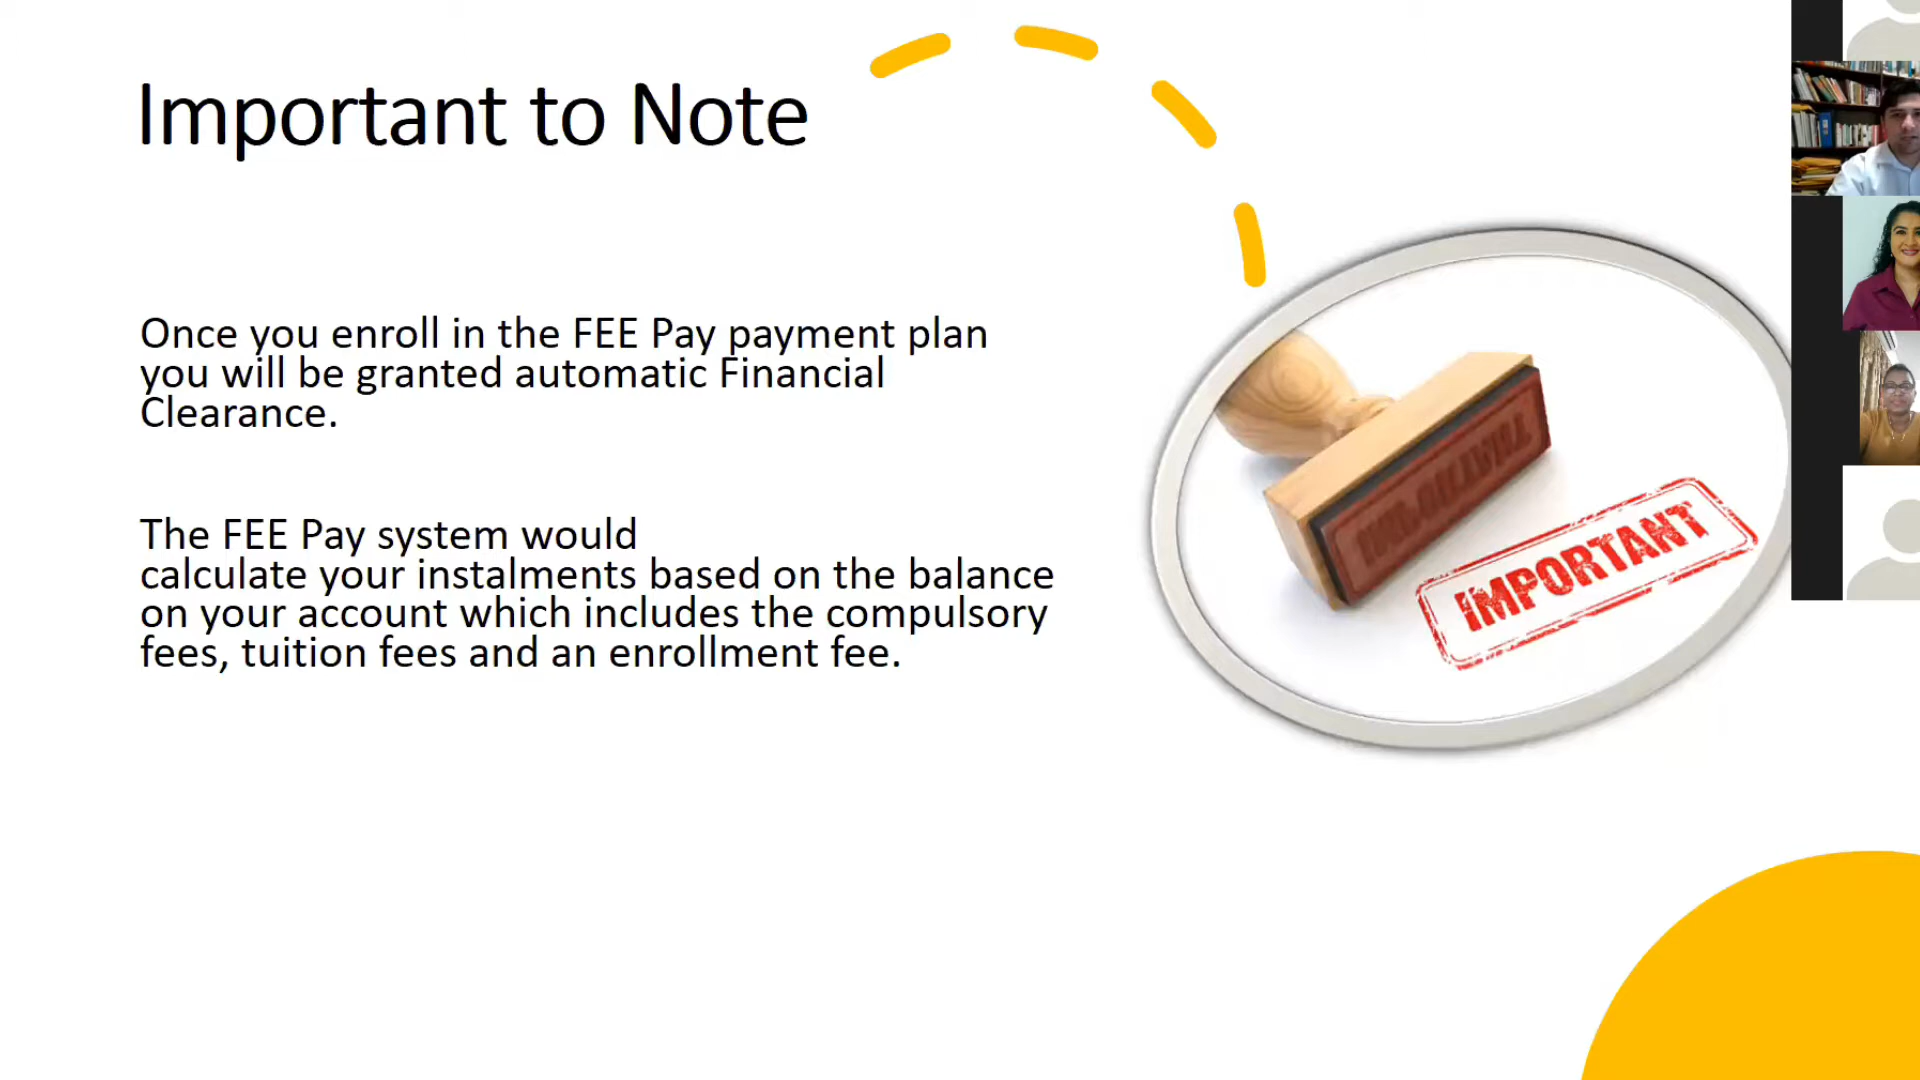 Important to Note
Once you enroll in the FEE Pay payment plan
you will be granted automatic Financial
Clearance.
The FEE Pay system would
calculate your instalments based on the balance
on your account which includes the compulsory
fees, tuition fees and an enrollment fee.
IMPORTANT